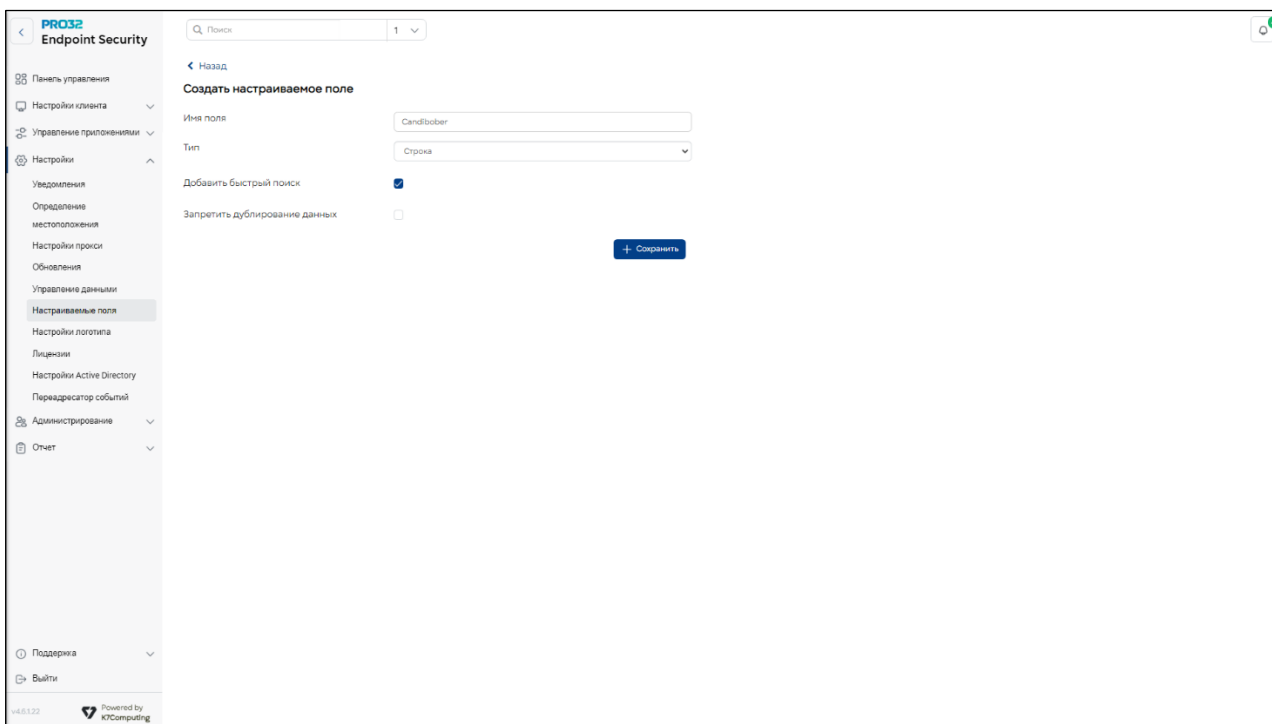 PRO32
Endpoint Security
Поиск
1
Назад
Создать настраиваемое поле
Имя поля
Candibober
Тип
Строка
Добавить быстрый поиск
Запретить дублирование данных
Сохранить
Панель управления
Настройки клиента
Управление приложениями
Настройки
Уведомления
Определение
местоположения
Настройки прокси
Обновления
Управление данными
Настраиваемые поля
Настройки логотипа
Лицензии
Настройки Active Directory
Переадресатор событий
Администрирование
Отчет
Поддержка
Выйти
v4.6.1.22
Powered by
K7Computing